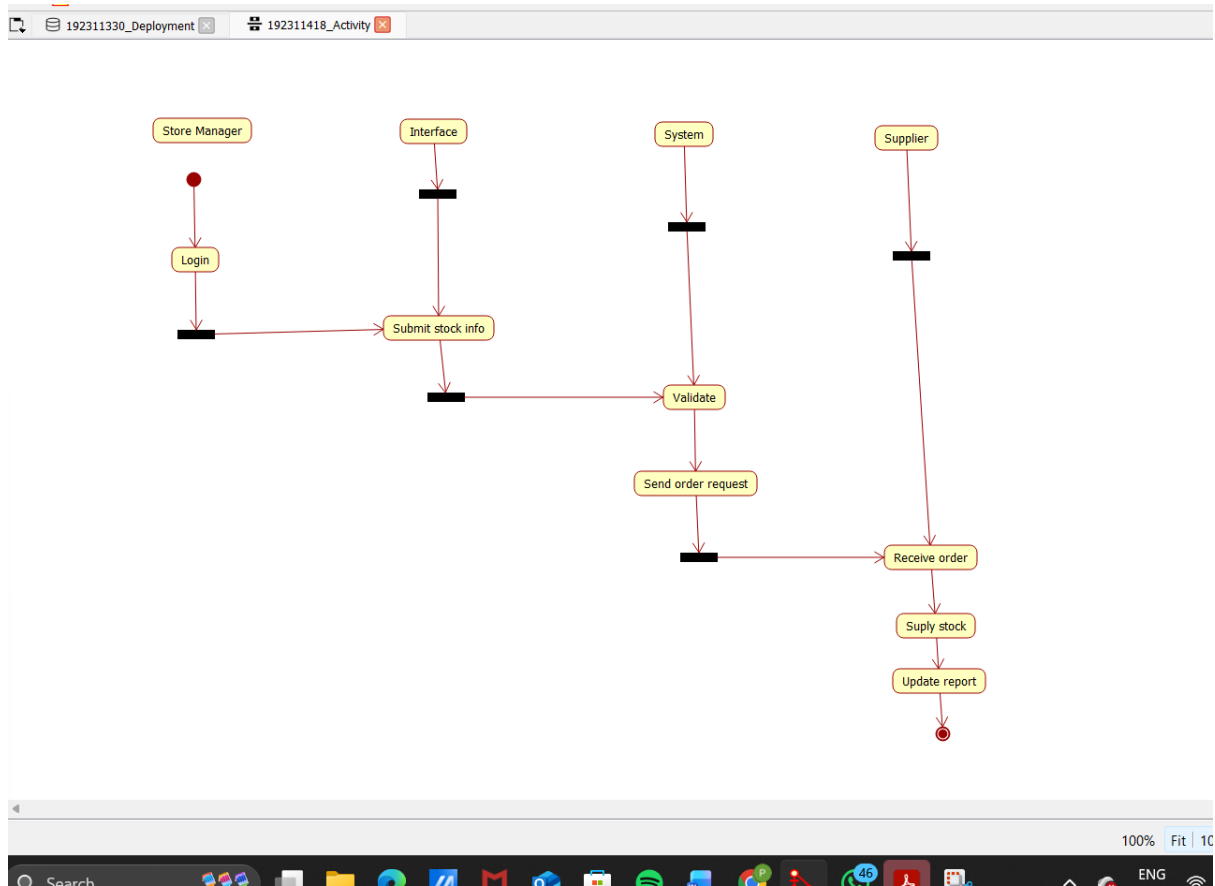 192311330_Deployment
192311418_Activity
Store Manager
Interface
System
Supplier
Login
Submit stock info
Validate
Send order request
Receive order
Suply stock
Update report
100% Fit 10
Search
P
46
ENG